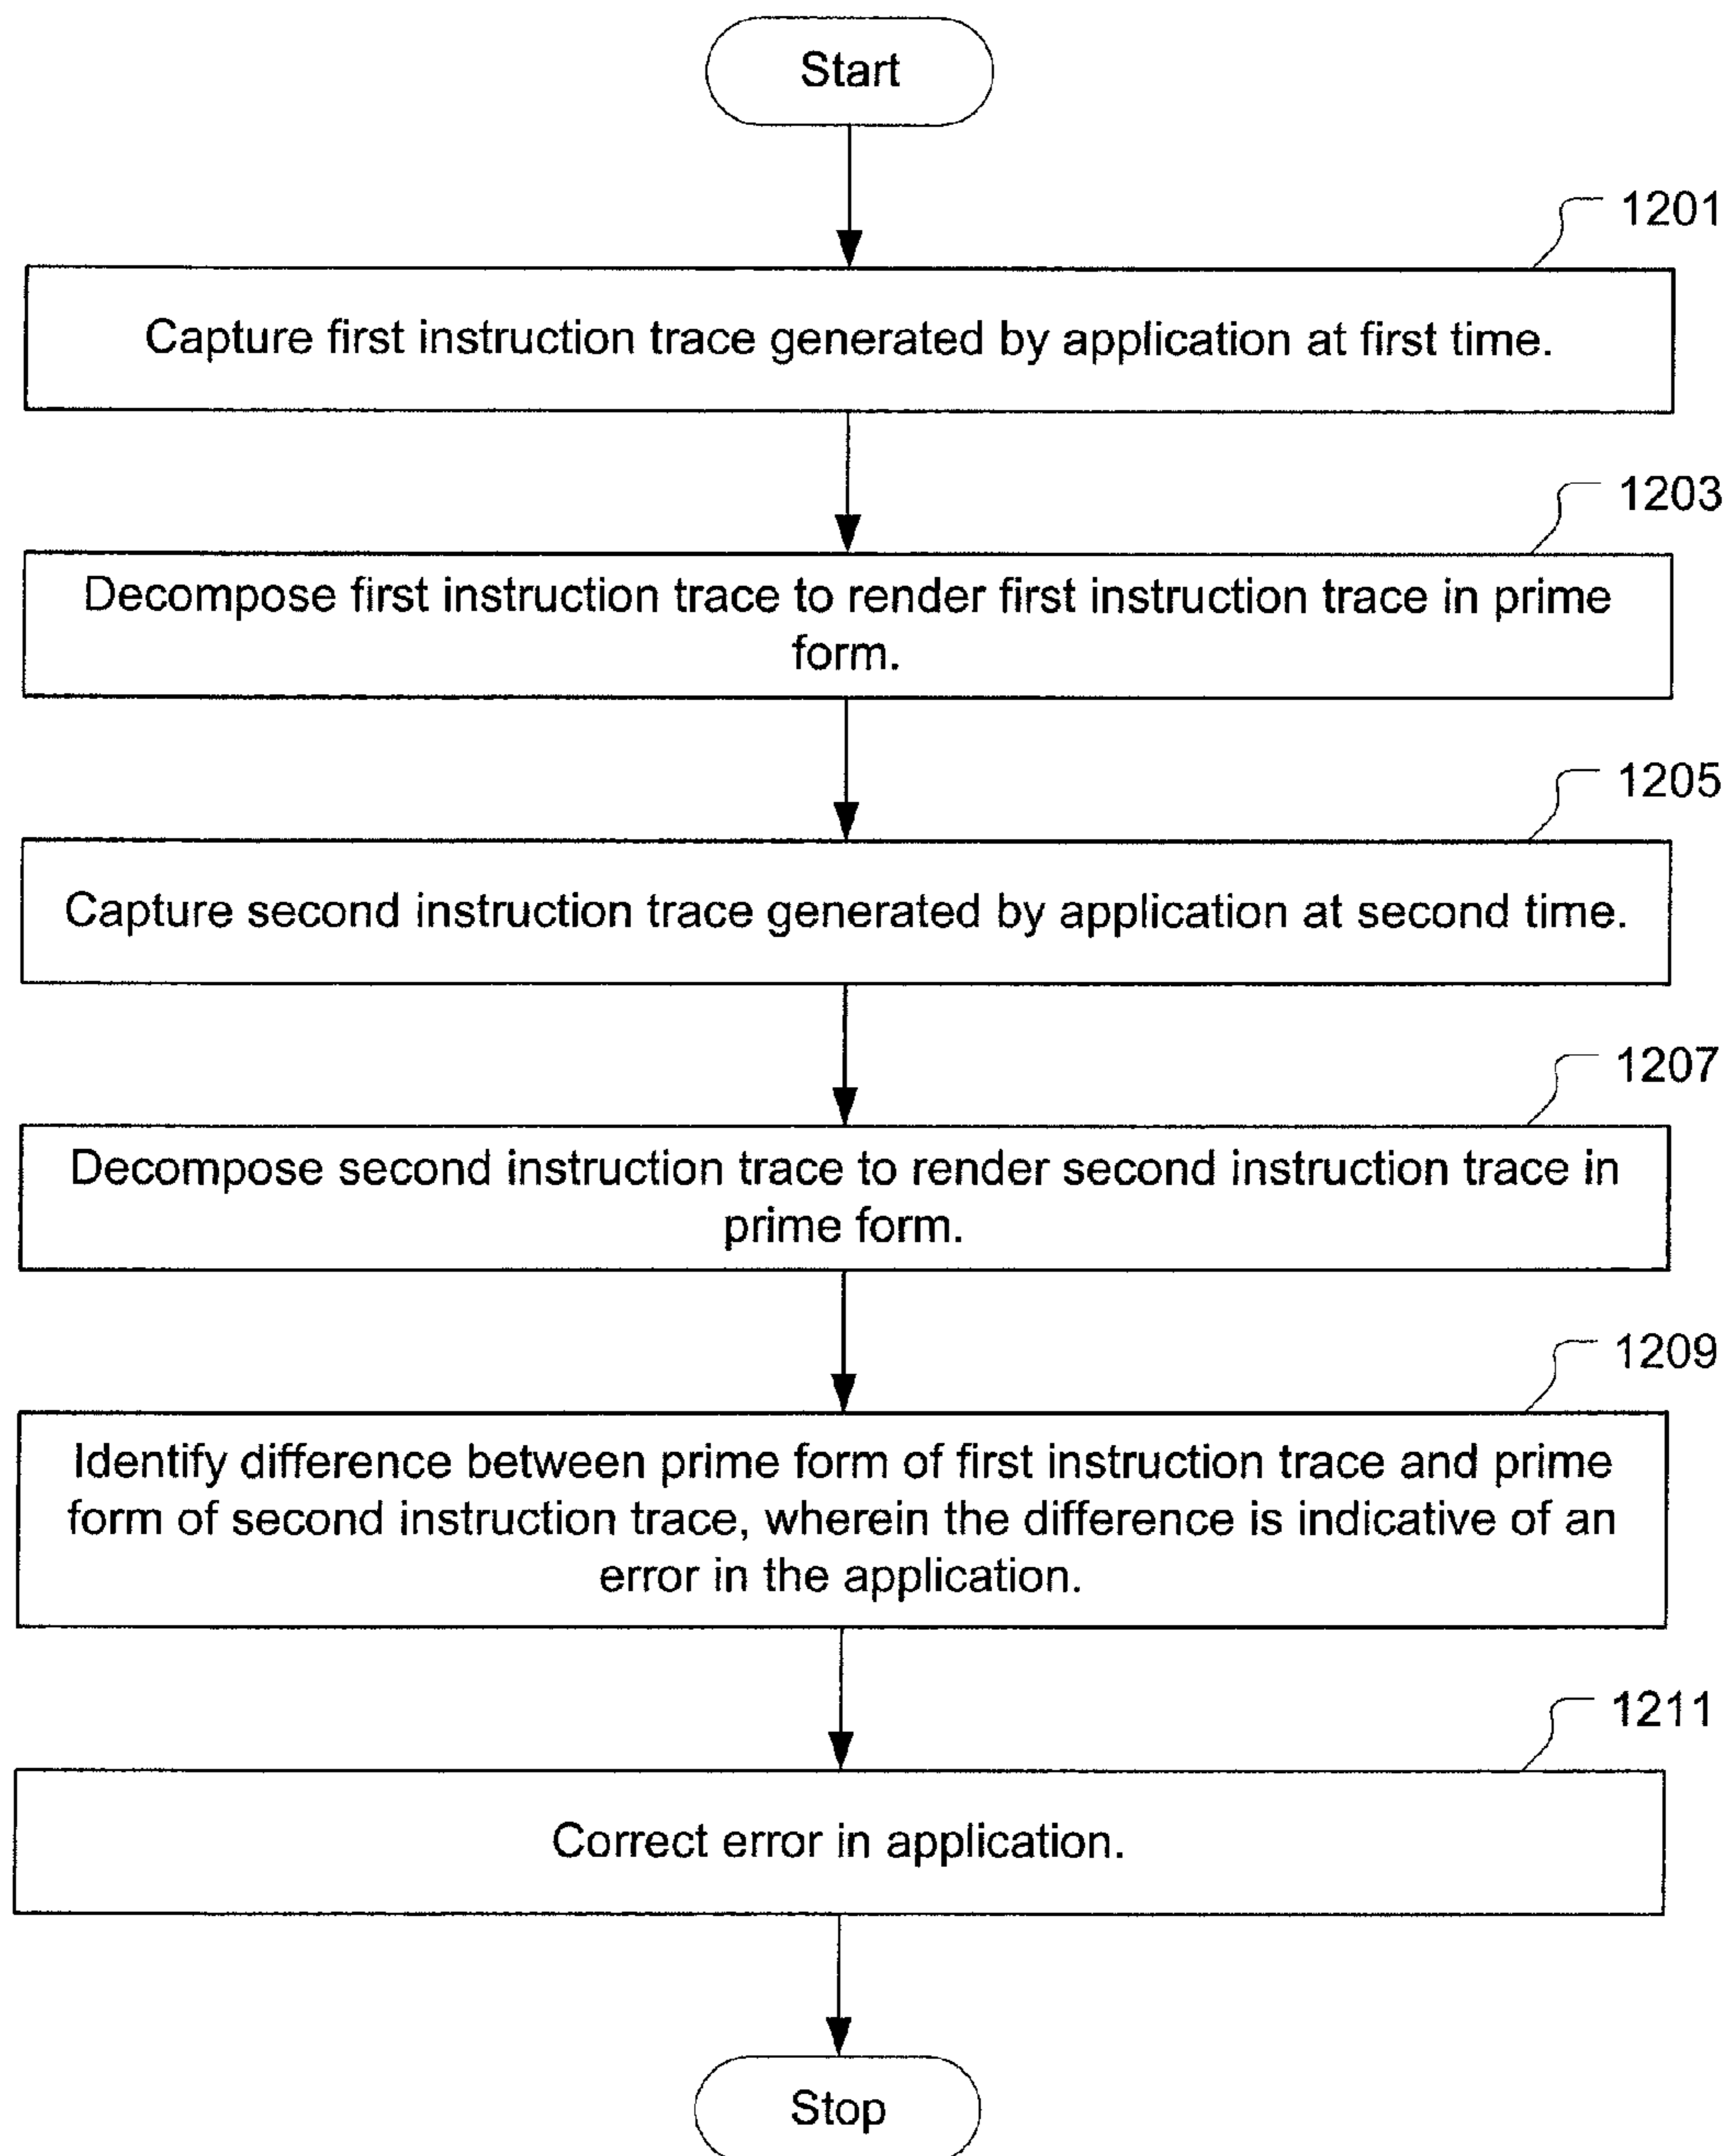 Start
1201
Capture first instruction trace generated by application at first time.
1203
Decompose first instruction trace to render first instruction trace in prime
form.
1205
Capture second instruction trace generated by application at second time.
1207
Decompose second instruction trace to render second instruction trace in
prime form.
1209
Identify difference between prime form of first instruction trace and prime
form of second instruction trace, wherein the difference is indicative of an
error in the application.
1211
Correct error in application.
Stop